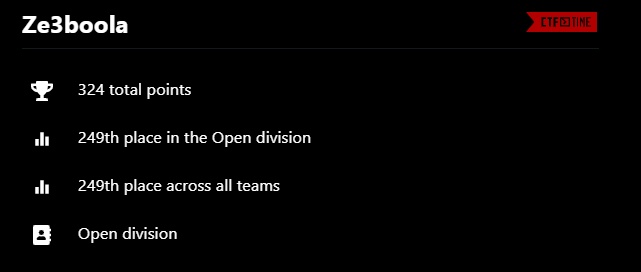 Ze3boola
CTFTIME
324 total points
249th place in the Open division
249th place across all teams
Open division